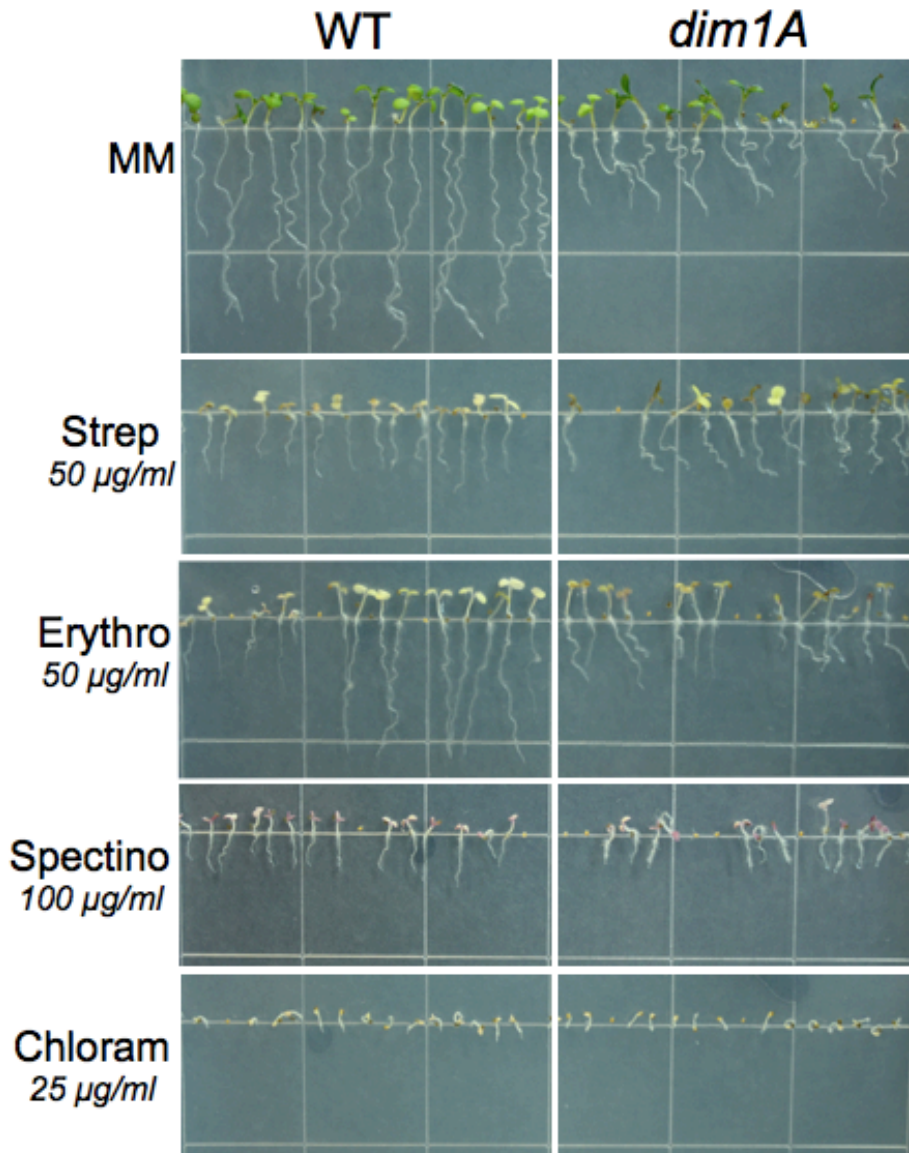 WT
dim1A
MM
Strep
50 µg/ml
Erythro
50 µg/ml
Spectino
100 µg/ml
Chloram
25 µg/ml